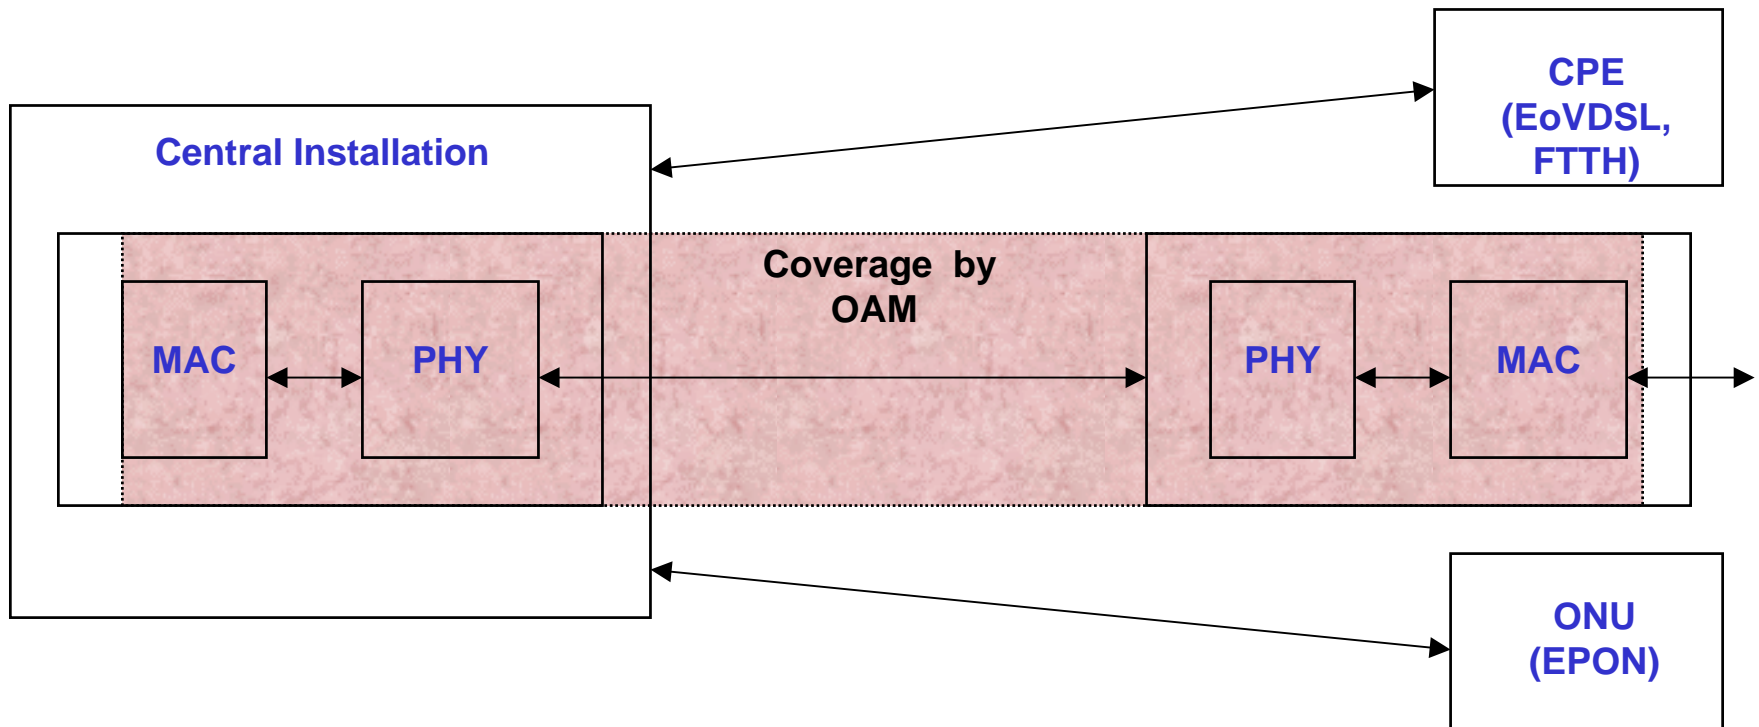 CPE
(EoVDSL,
FTTH)
Central Installation
Coverage by
OAM
MAC
PHY
PHY
MAC
ONU
(EPON)